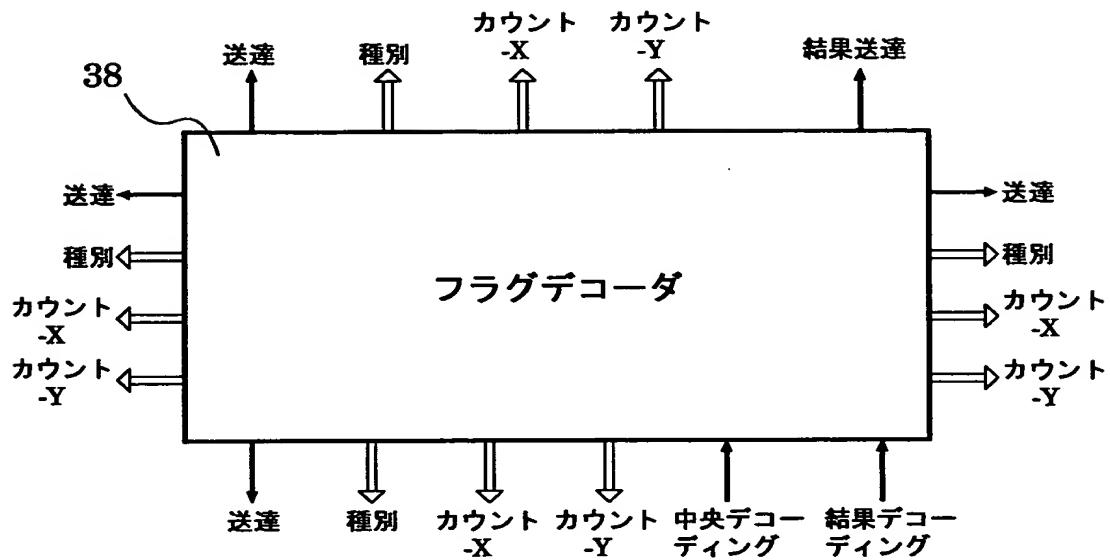 カウント
-X
カウント
-Y
送達
種別
結果送達
38
送達
送達
種別
種別
フラグデコーダ
カウント
-X
カウント
-X
カウント
-Y
カウント
-Y
送達
種別
カウント
-X
カウント
-Y
中央デコー
ディング
結果デコー
ディング